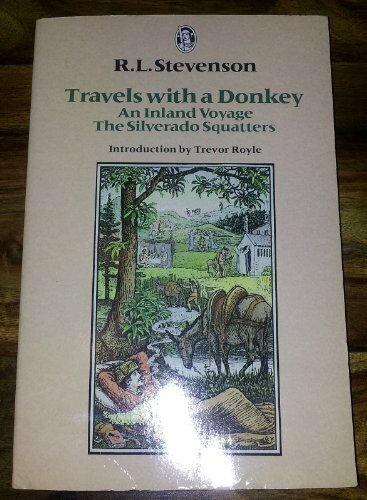 R.L.Stevenson
Travels with a Donkey
An Inland Voyage
The Silverado Squatters
Introduction by Trevor Royle